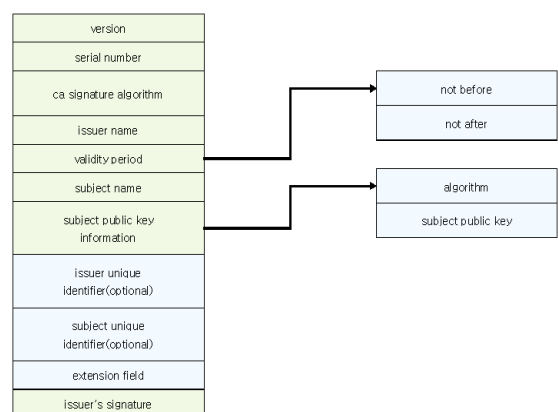 version
serial number
ca signature algorithm
issuer name
validity period
subject name
subject public key
information
issuer unique
identifier(optional)
subject unique
identifier(optional)
extension field
issuer's signature
not before
not after
algorithm
subject public key